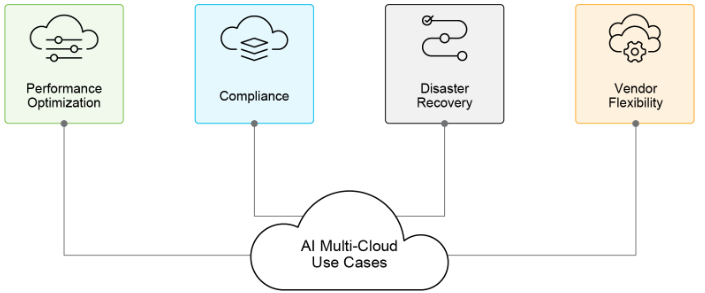 Performance
Optimization
Compliance
Disaster
Recovery
Vendor
Flexibility
AI Multi-Cloud
Use Cases